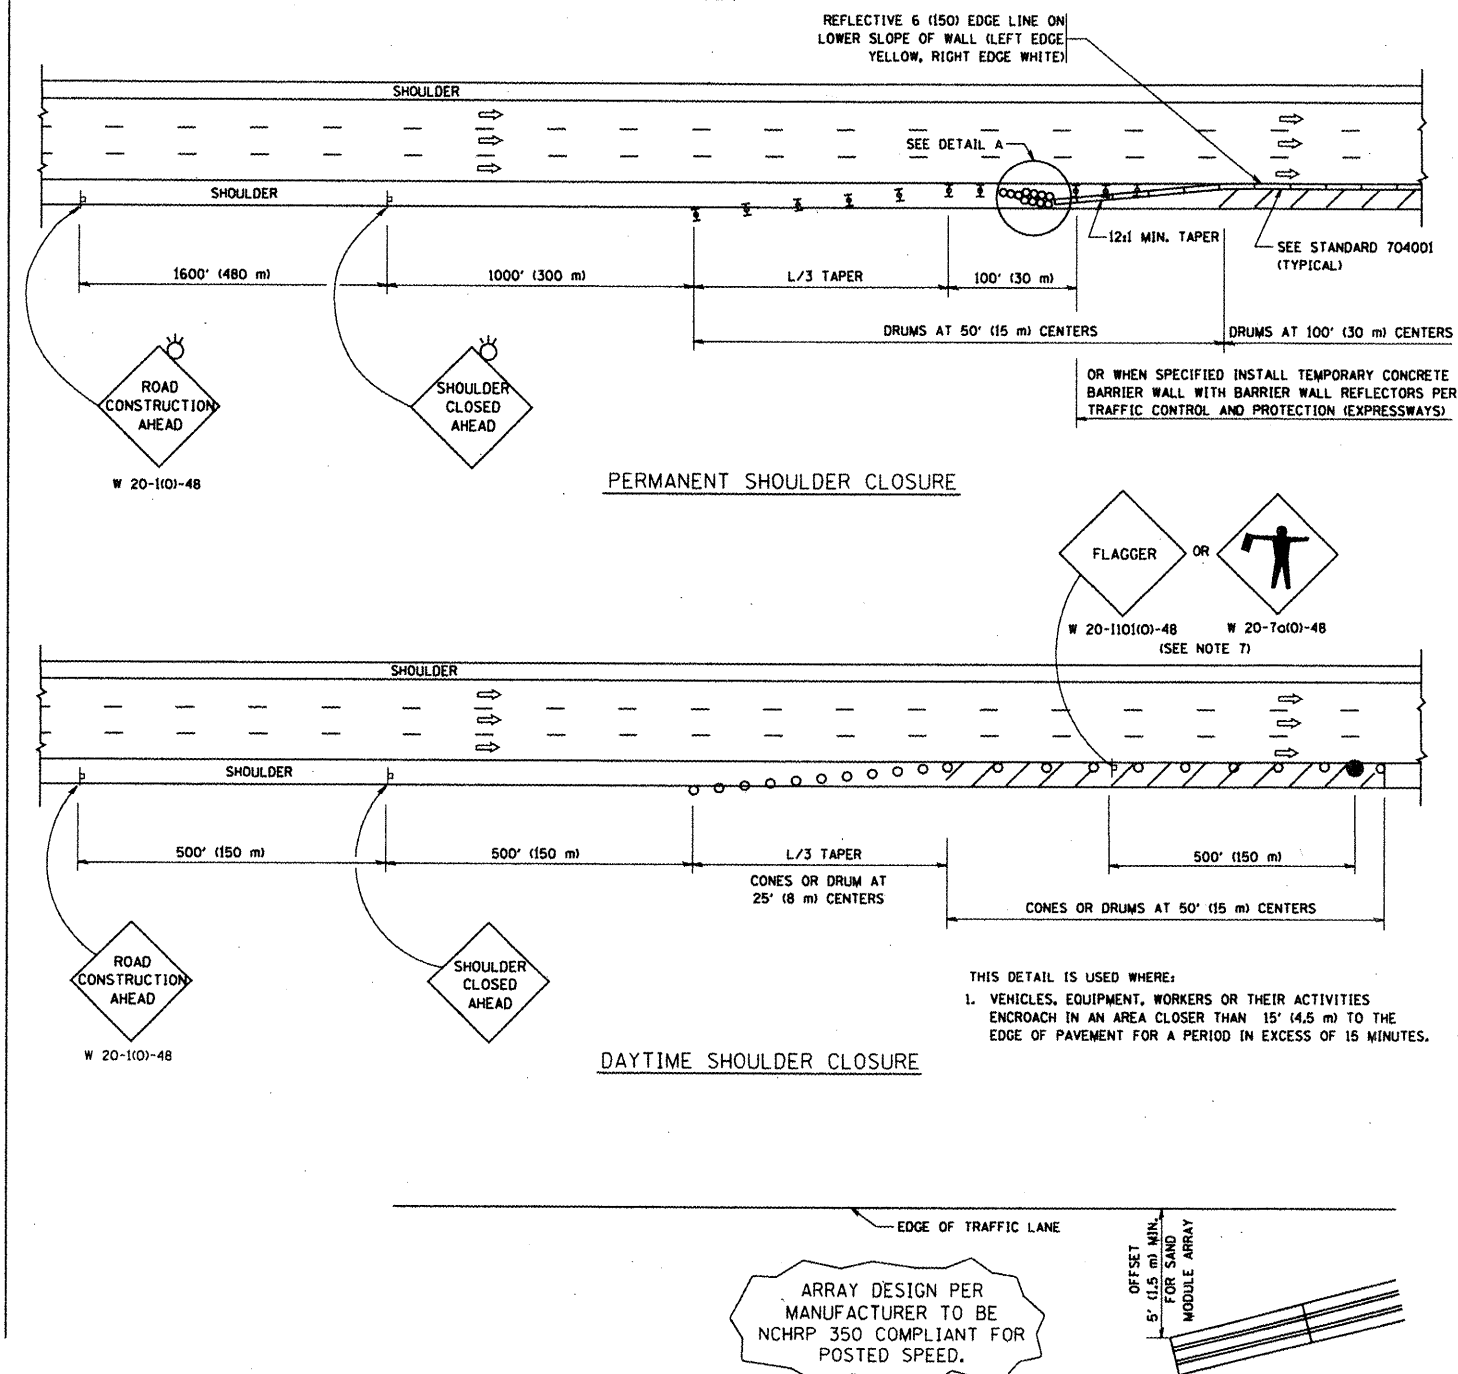 REFLECTIVE 6 (150) EDGE LINE ON
LOWER SLOPE OF WALL (LEFT EDGE
YELLOW, RIGHT EDGE WHITE)
SHOULDER
SEE DETAIL A
SHOULDER
12:1 MIN. TAPER
SEE STANDARD 704001
(TYPICAL)
1600' (480 m)
1000' (300 m)
L/3 TAPER
100' (30 m)
DRUMS AT 50' (15 m) CENTERS
DRUMS AT 100' (30 m) CENTERS
OR WHEN SPECIFIED INSTALL TEMPORARY CONCRETE
BARRIER WALL WITH BARRIER WALL REFLECTORS PER
TRAFFIC CONTROL AND PROTECTION (EXPRESSWAYS)
ROAD
CONSTRUCTION
AHEAD
W 20-1(O)-48
SHOULDER
CLOSED
AHEAD
PERMANENT SHOULDER CLOSURE
FLAGGER
OR
W 20-I101(O)-48
W 20-7a(O)-48
(SEE NOTE 7)
SHOULDER
SHOULDER
500' (150 m)
500' (150 m)
L/3 TAPER
CONES OR DRUM AT
25' (8 m) CENTERS
500' (150 m)
CONES OR DRUMS AT 50' (15 m) CENTERS
ROAD
CONSTRUCTION
AHEAD
W 20-1(O)-48
SHOULDER
CLOSED
AHEAD
THIS DETAIL IS USED WHERE:
1. VEHICLES, EQUIPMENT, WORKERS OR THEIR ACTIVITIES
ENCROACH IN AN AREA CLOSER THAN 15' (4.5 m) TO THE
EDGE OF PAVEMENT FOR A PERIOD IN EXCESS OF 15 MINUTES.
DAYTIME SHOULDER CLOSURE
EDGE OF TRAFFIC LANE
OFFSET
5' (1.5 m) MIN.
FOR SAND
MODULE ARRAY
ARRAY DESIGN PER
MANUFACTURER TO BE
NCHRP 350 COMPLIANT FOR
POSTED SPEED.